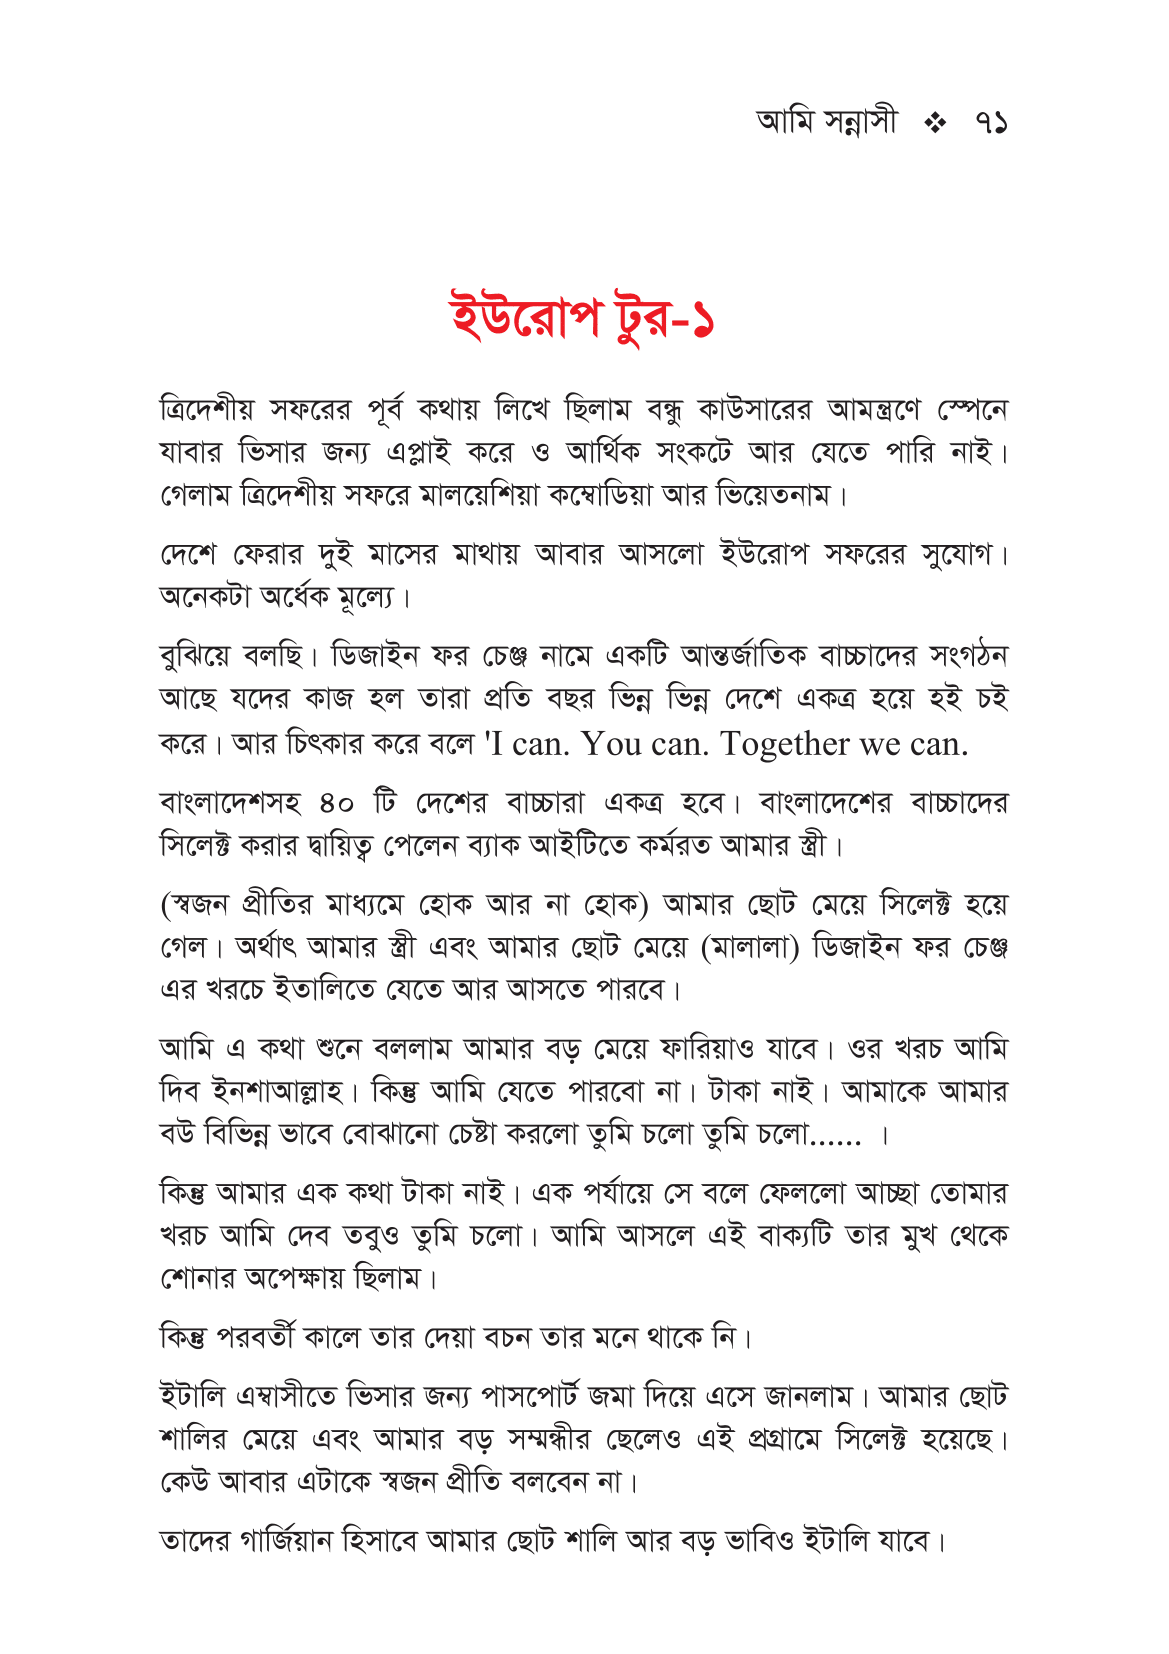 আমি সন্নাসী ❖ ৭১
ইউরোপ টুর-১
ত্রিদেশীয় সফরের পূর্ব কথায় লিখে ছিলাম বন্ধু কাউসারের আমন্ত্রণে স্পেনে
যাবার ভিসার জন্য এপ্লাই করে ও আর্থিক সংকটে আর যেতে পারি নাই।
গেলাম ত্রিদেশীয় সফরে মালয়েশিয়া কম্বোডিয়া আর ভিয়েতনাম।
দেশে ফেরার দুই মাসের মাথায় আবার আসলো ইউরোপ সফরের সুযোগ।
অনেকটা অর্ধেক মূল্যে।
বুঝিয়ে বলছি। ডিজাইন ফর চেঞ্জ নামে একটি আন্তর্জাতিক বাচ্চাদের সংগঠন
আছে যদের কাজ হল তারা প্রতি বছর ভিন্ন ভিন্ন দেশে একত্র হয়ে হই চই
করে। আর চিৎকার করে বলে 'I can. You can. Together we can.
বাংলাদেশসহ ৪০ টি দেশের বাচ্চারা একত্র হবে। বাংলাদেশের বাচ্চাদের
সিলেক্ট করার দ্বায়িত্ব পেলেন ব্যাক আইটিতে কর্মরত আমার স্ত্রী।
(স্বজন প্রীতির মাধ্যমে হোক আর না হোক) আমার ছোট মেয়ে সিলেক্ট হয়ে
গেল। অর্থাৎ আমার স্ত্রী এবং আমার ছোট মেয়ে (মালালা) ডিজাইন ফর চেঞ্জ
এর খরচে ইতালিতে যেতে আর আসতে পারবে।
আমি এ কথা শুনে বললাম আমার বড় মেয়ে ফারিয়াও যাবে। ওর খরচ আমি
দিব ইনশাআল্লাহ। কিন্তু আমি যেতে পারবো না। টাকা নাই। আমাকে আমার
বউ বিভিন্ন ভাবে বোঝানো চেষ্টা করলো তুমি চলো তুমি চলো...... ।
কিন্তু আমার এক কথা টাকা নাই। এক পর্যায়ে সে বলে ফেললো আচ্ছা তোমার
খরচ আমি দেব তবুও তুমি চলো। আমি আসলে এই বাক্যটি তার মুখ থেকে
শোনার অপেক্ষায় ছিলাম।
কিন্তু পরবর্তী কালে তার দেয়া বচন তার মনে থাকে নি।
ইটালি এম্বাসীতে ভিসার জন্য পাসপোর্ট জমা দিয়ে এসে জানলাম। আমার ছোট
শালির মেয়ে এবং আমার বড় সম্মন্ধীর ছেলেও এই প্রগ্রামে সিলেক্ট হয়েছে।
কেউ আবার এটাকে স্বজন প্রীতি বলবেন না।
তাদের গার্জিয়ান হিসাবে আমার ছোট শালি আর বড় ভাবিও ইটালি যাবে।